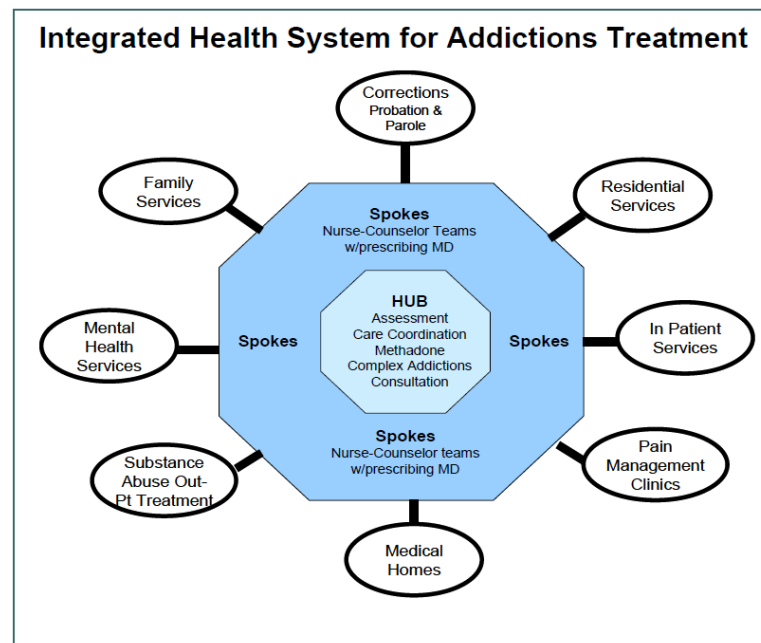 Integrated Health System for Addictions Treatment
Corrections
Probation &
Parole
Family
Services
Residential
Services
Spokes
Nurse-Counselor Teams
w/prescribing MD
HUB
Assessment
Care Coordination
Methadone
Complex Addictions
Consultation
Mental
Health
Services
Spokes
Spokes
In Patient
Services
Spokes
Nurse-Counselor teams
w/prescribing MD
Substance
Abuse Out-
Pt Treatment
Pain
Management
Clinics
Medical
Homes